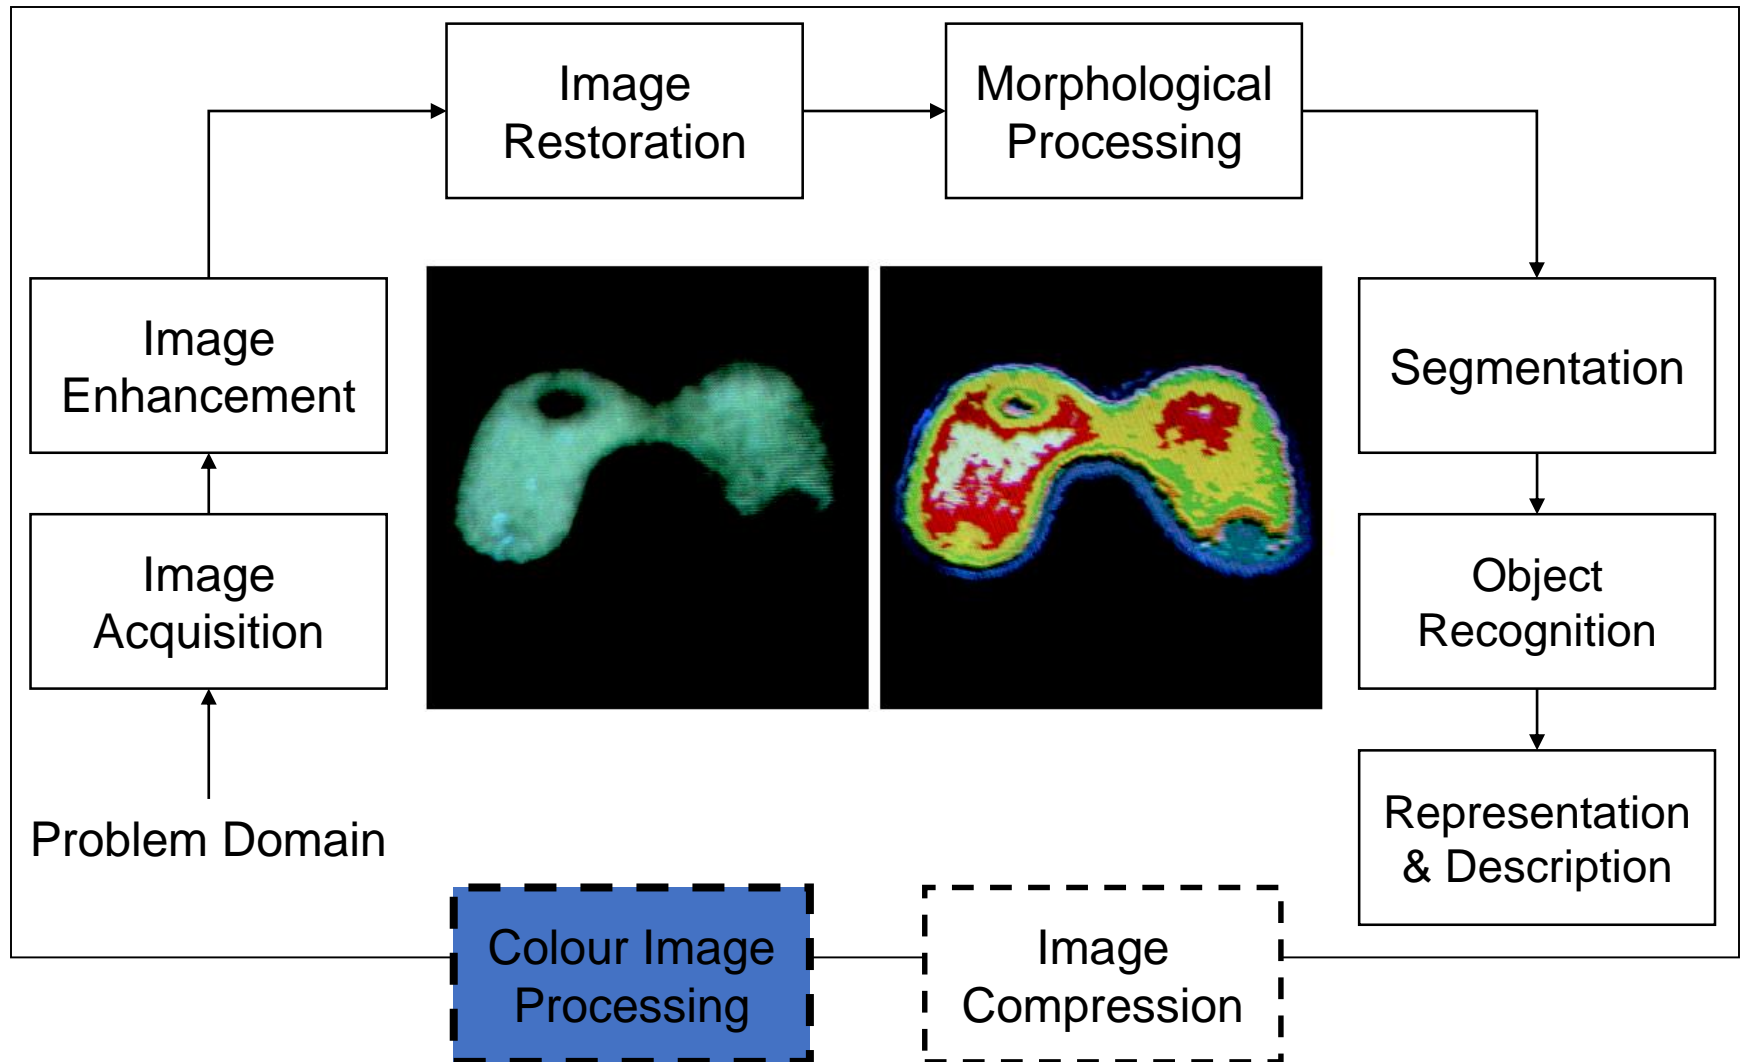 Image
Restoration
Morphological
Processing
Image
Enhancement
Segmentation
Image
Acquisition
Object
Recognition
Problem Domain
Representation
& Description
Colour Image
Processing
Image
Compression